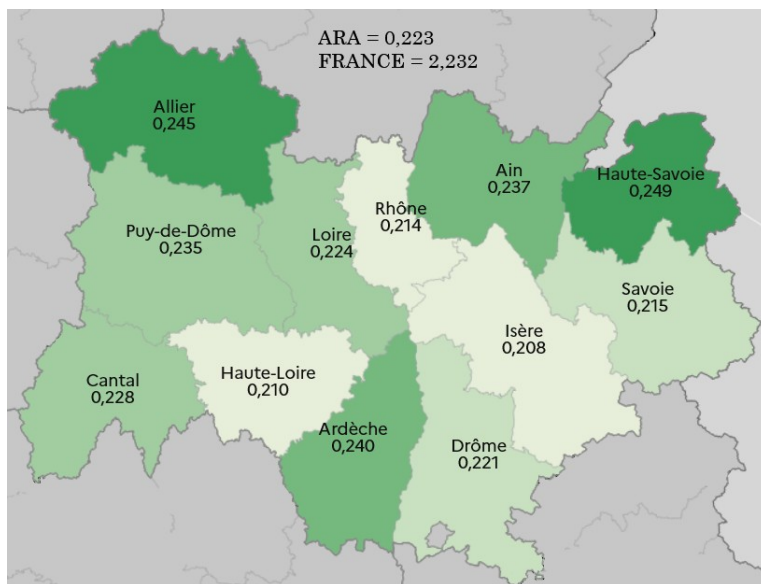 ARA = 0,223
FRANCE = 2,232
Allier
0,245
Ain
0,237
Haute-Savoie
0,249
Rhône
0,214
Puy-de-Dôme
0,235
Loire
0,224
Savoie
0,215
Isère
0,208
Haute-Loire
0,210
Cantal
0,228
Ardèche
0,240
Drôme
0,221